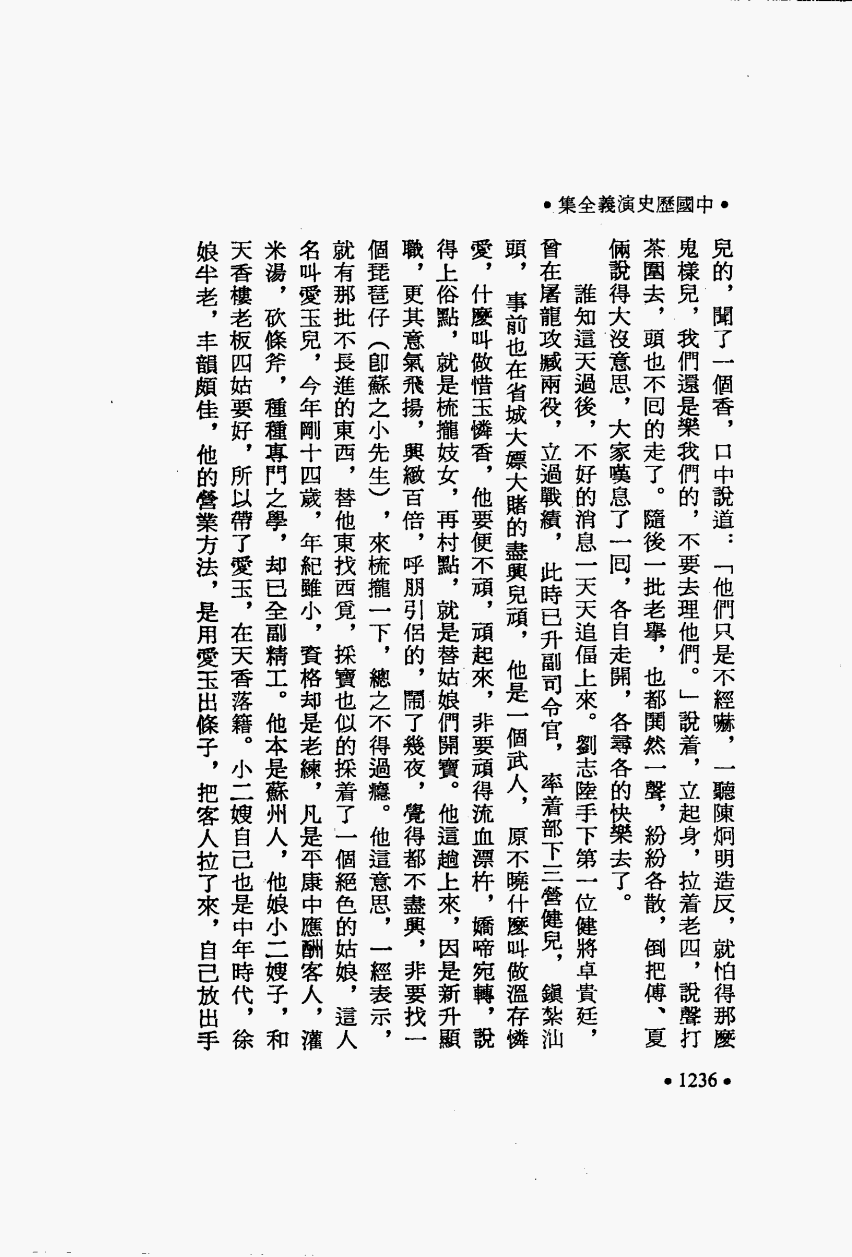 •中國歷史演義全集•
兒的，聞了一個香，口中說道：「他們只是不經嚇，一聽陳炯明造反，就怕得那麼
鬼樣兒，我們還是樂我們的，不要去理他們。」說着，立起身，拉着老四，說聲打
茶圍去，頭也不回的走了。隨後一批老舉，也都鬨然一聲，紛紛各散，倒把傅、夏
倆說得大沒意思，大家嘆息了一回，各自走開，各尋各的快樂去了。
誰知這天過後，不好的消息一天天追偪上來。劉志陸手下第一位健將卓貴廷，
曾在屠龍攻臧兩役，立過戰績，此時已升副司令官，率着部下三營健兒，鎮紮汕
頭，事前也在省城大嫖大賭的盡興兒頑，他是一個武人，原不曉什麼叫做溫存憐
愛，什麼叫做惜玉憐香，他要便不頑，頑起來，非要頑得流血漂杵，嬌啼宛轉，說
得上俗點，就是梳攏妓女，再村點，就是替姑娘們開寶。他這趟上來，因是新升顯
職，更其意氣飛揚，興緻百倍，呼朋引侶的，鬧了幾夜，覺得都不盡興，非要找一
個琵琶仔（卽蘇之小先生），來梳攏一下，總之不得過癮。他這意思，一經表示，
就有那批不長進的東西，替他東找西覓，採寶也似的採着了一個絕色的姑娘，這人
名叫愛玉兒，今年剛十四歲，年紀雖小，資格却是老練，凡是平康中應酬客人，灌
米湯，砍條斧，種種專門之學，却已全副精工。他本是蘇州人，他娘小二嫂子，和
天香樓老板四姑要好，所以帶了愛玉，在天香落籍。小二嫂自己也是中年時代，徐
娘半老，丰韻頗佳，他的營業方法，是用愛玉出條子，把客人拉了來，自己放出手
•1236•